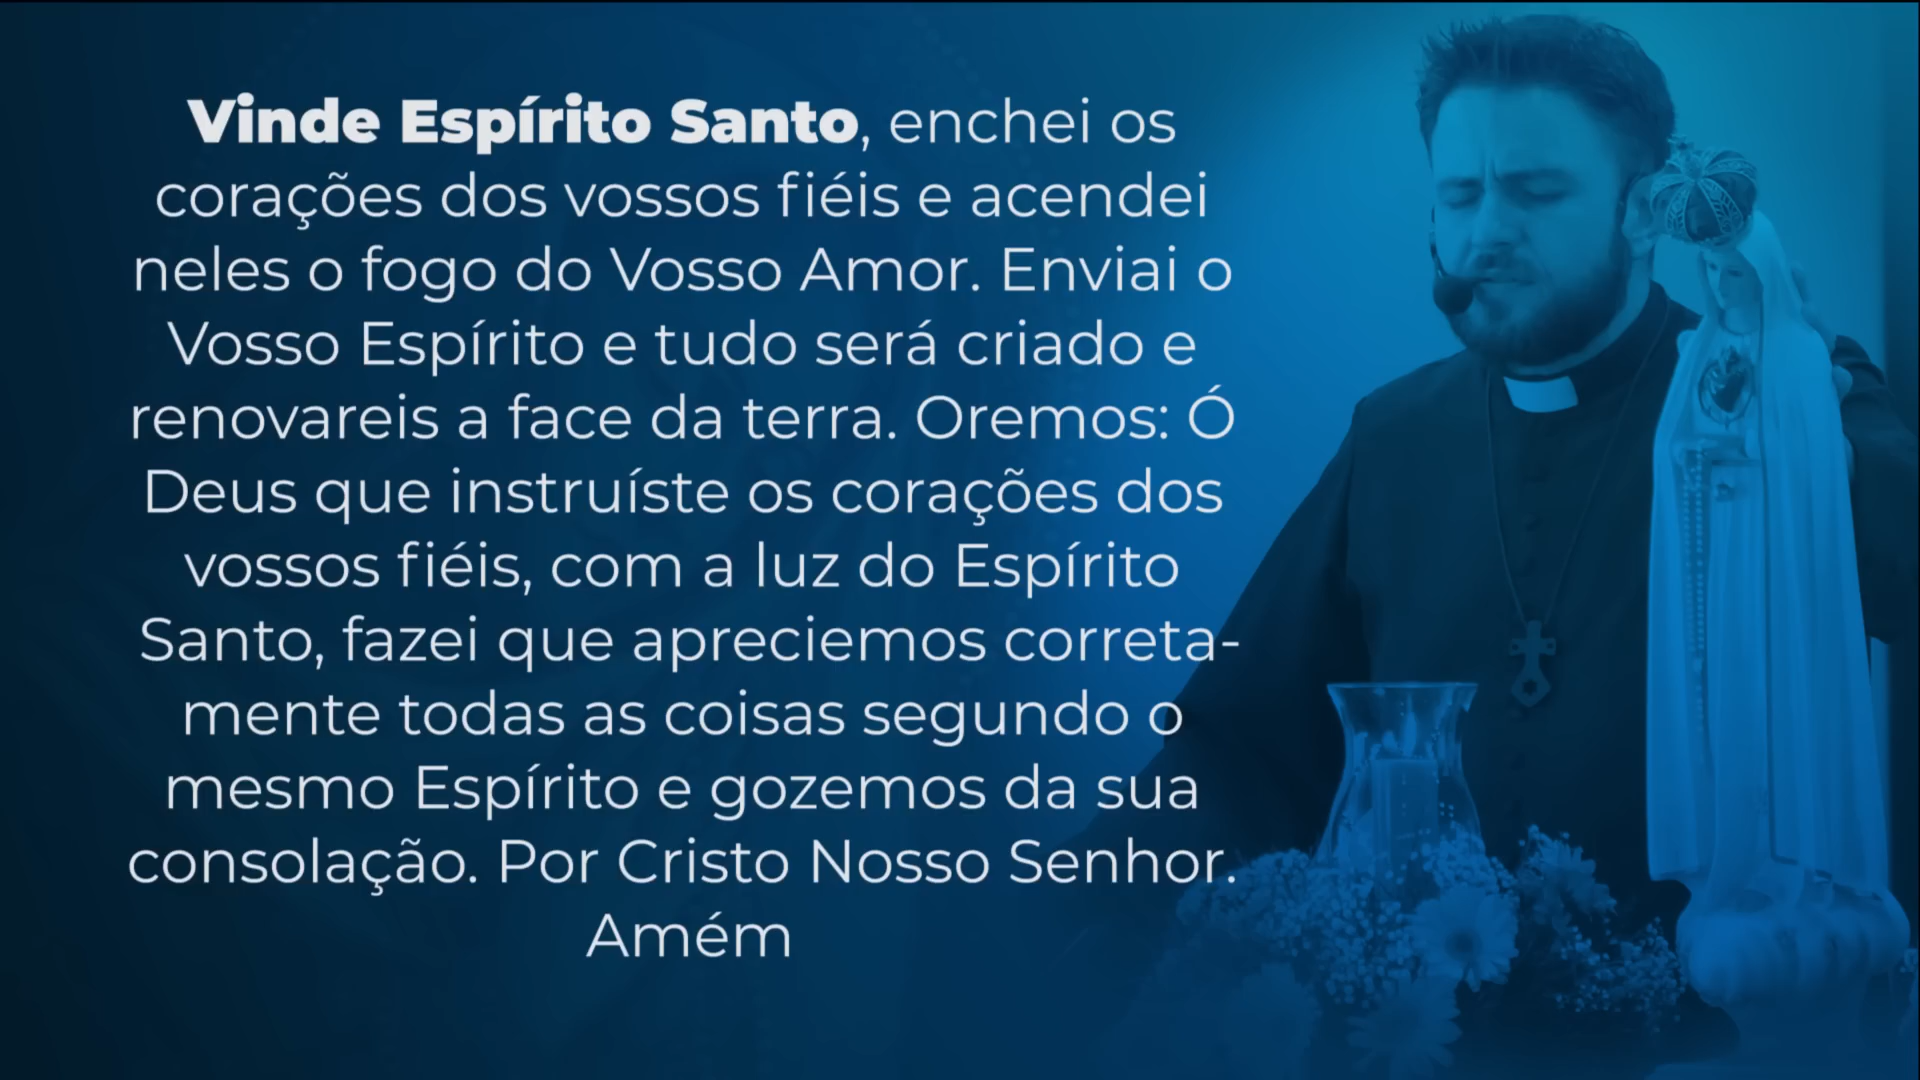 Vinde Espírito Santo, enchei os
corações dos vossos fiéis e acendei
neles o fogo do Vosso Amor. Enviai o
Vosso Espírito e tudo será criado e
renovareis a face da terra. Oremos: Ó
Deus que instruíste os corações dos
vossos fiéis, com a luz do Espírito
Santo, fazei que apreciemos correta-
mente todas as coisas segundo o
mesmo Espírito e gozemos da sua
consolação. Por Cristo Nosso Senhor.
Amém